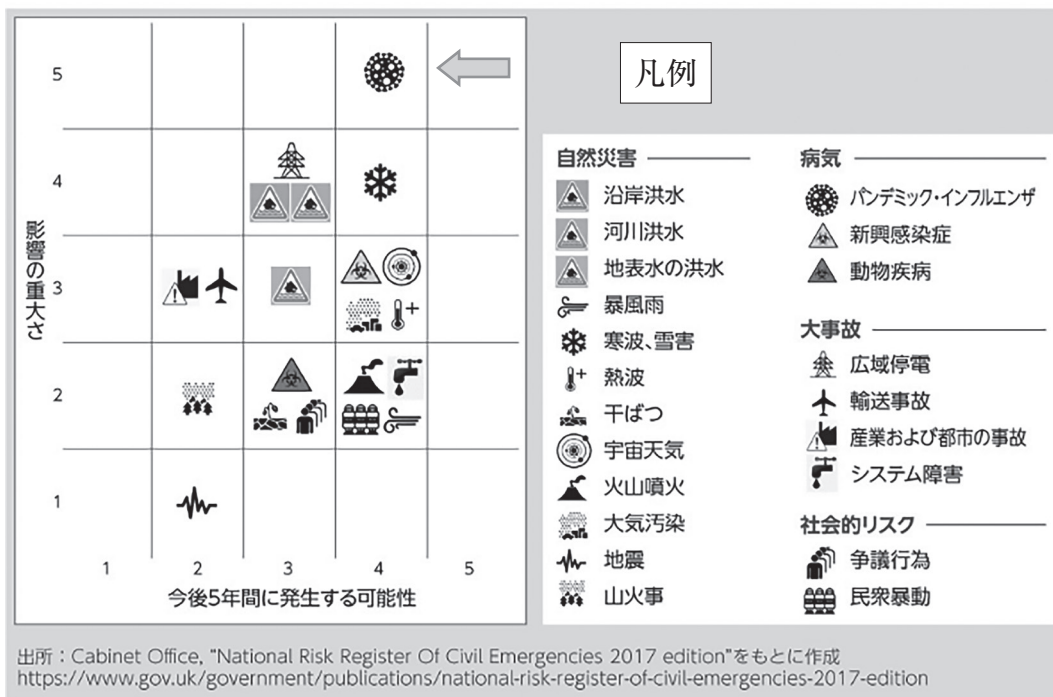 5
4
3
2
1
影響の重大さ
1 2 3 4 5
今後5年間に発生する可能性
凡例
自然災害
沿岸洪水
河川洪水
地表水の洪水
暴風雨
寒波、雪害
熱波
干ばつ
宇宙天気
火山噴火
大気汚染
地震
山火事
病気
パンデミック・インフルエンザ
新興感染症
動物疾病
大事故
広域停電
輸送事故
産業および都市の事故
システム障害
社会的リスク
争議行為
民衆暴動
出所：Cabinet Office, “National Risk Register Of Civil Emergencies 2017 edition”をもとに作成
https://www.gov.uk/government/publications/national-risk-register-of-civil-emergencies-2017-edition